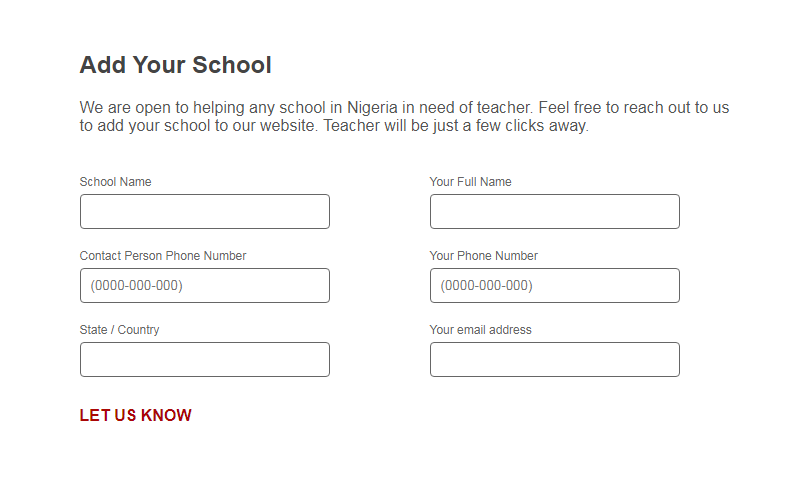 Add Your School
We are open to helping any school in Nigeria in need of teacher. Feel free to reach out to us
to add your school to our website. Teacher will be just a few clicks away.
School Name
Your Full Name
Contact Person Phone Number
Your Phone Number
(0000-000-000)
(0000-000-000)
State / Country
Your email address
LET US KNOW